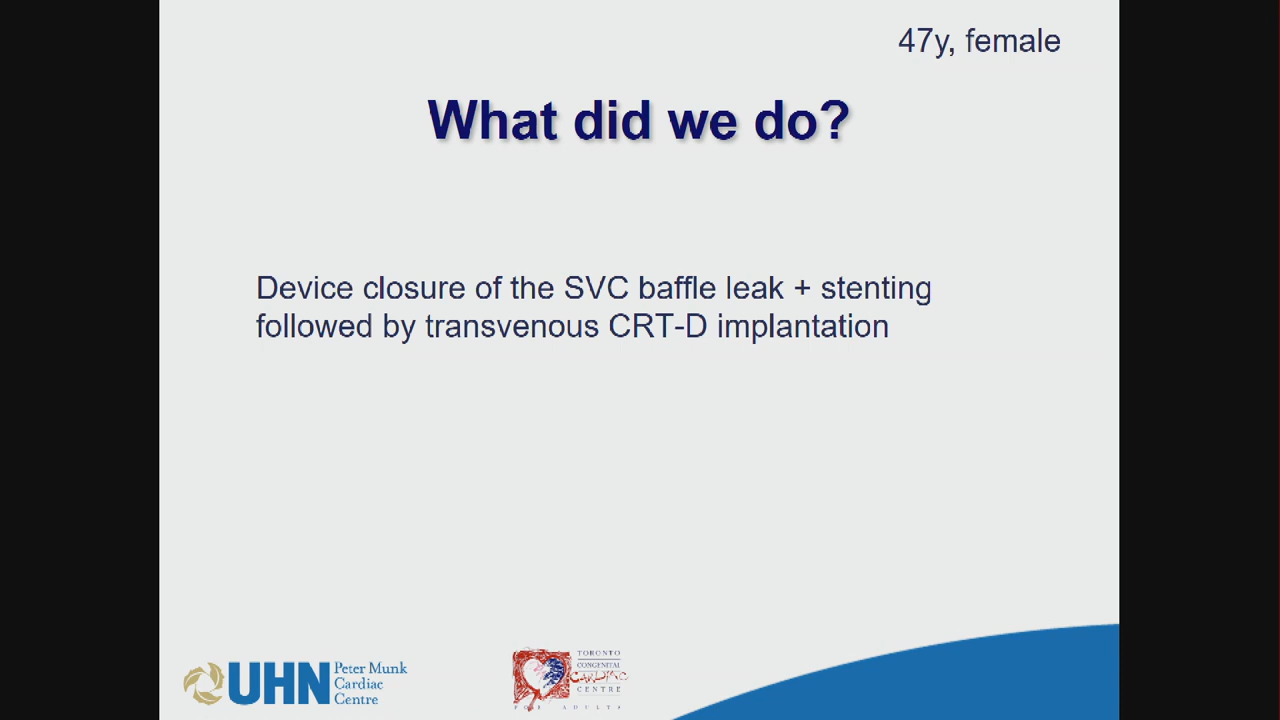 47y, female
What did we do?
Device closure of the SVC baffle leak + stenting
followed by transvenous CRT-D implantation
UHN
Peter Munk
Cardiac
Centre
TORONTO
CONGENITAL
CARDIAC
CENTRE
FOR ADULTS